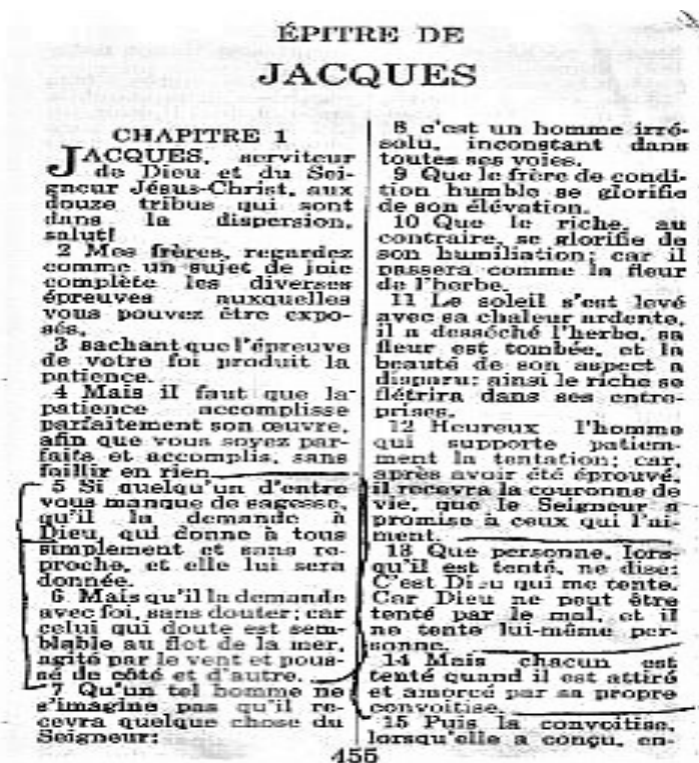 ÉPITRE DE
JACQUES
CHAPITRE 1
JACQUES, serviteur
de Dieu et du Sei-
gneur Jésus-Christ, aux
douze tribus qui sont
dans la dispersion,
salut!
2 Mes frères, regardez
comme un sujet de joie
complète les diverses
épreuves auxquelles
vous pouvez être expo-
sés,
3 sachant que l'épreuve
de votre foi produit la
patience.
4 Mais il faut que la
patience accomplisse
parfaitement son œuvre,
afin que vous soyez par-
faits et accomplis, sans
faillir en rien.
5 Si quelqu'un d'entre
vous manque de sagesse,
qu'il la demande à
Dieu, qui donne à tous
simplement et sans re-
proche, et elle lui sera
donnée.
6 Mais qu'il la demande
avec foi, sans douter; car
celui qui doute est sem-
blable au flot de la mer,
agité par le vent et pous-
sé de côté et d'autre.
7 Qu'un tel homme ne
s'imagine pas qu'il re-
cevra quelque chose du
Seigneur:
8 c'est un homme irré-
solu, inconstant dans
toutes ses voies.
9 Que le frère de condi-
tion humble se glorifie
de son élévation.
10 Que le riche, au
contraire, se glorifie de
son humiliation; car il
passera comme la fleur
de l'herbe.
11 Le soleil s'est levé
avec sa chaleur ardente,
il a desséché l'herbe, sa
fleur est tombée, et la
beauté de son aspect a
disparu: ainsi le riche se
flétrira dans ses entre-
prises.
12 Heureux l'homme
qui supporte patiem-
ment la tentation; car,
après avoir été éprouvé,
il recevra la couronne de
vie, que le Seigneur a
promise à ceux qui l'ai-
ment.
13 Que personne, lors-
qu'il est tenté, ne dise:
C'est Dieu qui me tente.
Car Dieu ne peut être
tenté par le mal, et il
ne tente lui-même per-
sonne.
14 Mais chacun est
tenté quand il est attiré
et amorcé par sa propre
convoitise.
15 Puis la convoitise,
lorsqu'elle a conçu, en-
455